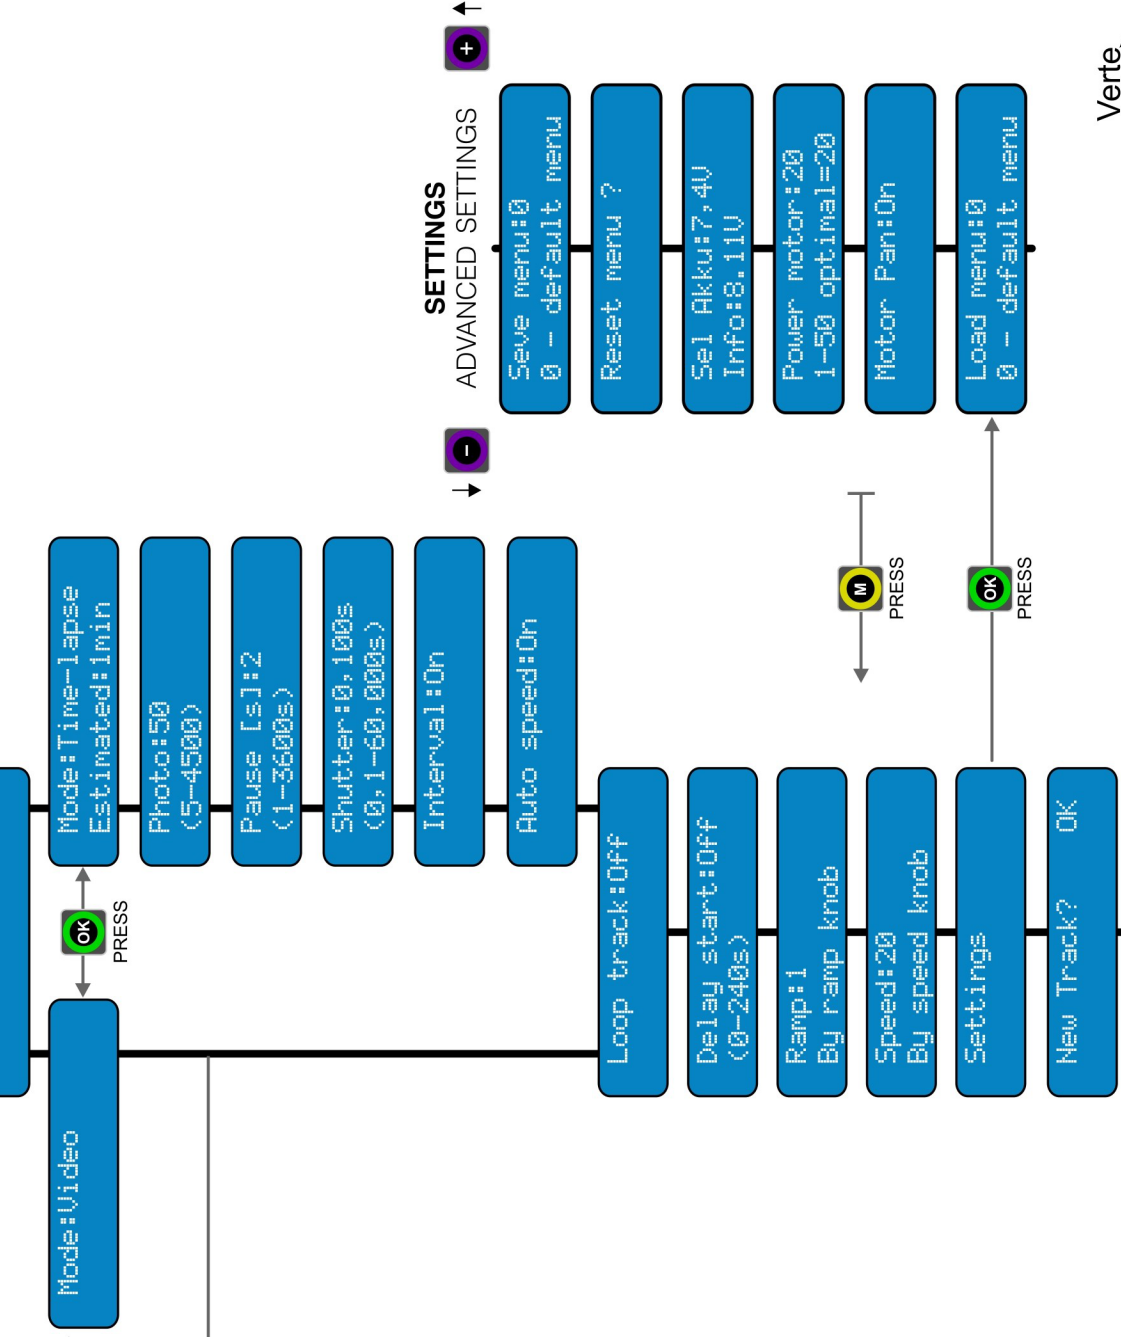 Mode:Video
OK
PRESS
Mode:Time-lapse
Estimated:1min
Photo:50
(5-4500)
Pause [s]:2
(1-3600s)
Shutter:0,100s
(0,1-60,000s)
Interval:On
Auto speed:On
Loop track:Off
Delay start:Off
(0-240s)
Ramp:1
By ramp knob
Speed:20
By speed knob
Settings
New Track? OK
M
PRESS
OK
PRESS
SETTINGS
ADVANCED SETTINGS
-
+
Seve menu:0
0 - default menu
Reset menu ?
Sel Akku:7,4V
Info:8.11V
Power motor:20
1-50 optimal=20
Motor Pan:On
Load menu:0
0 - default menu